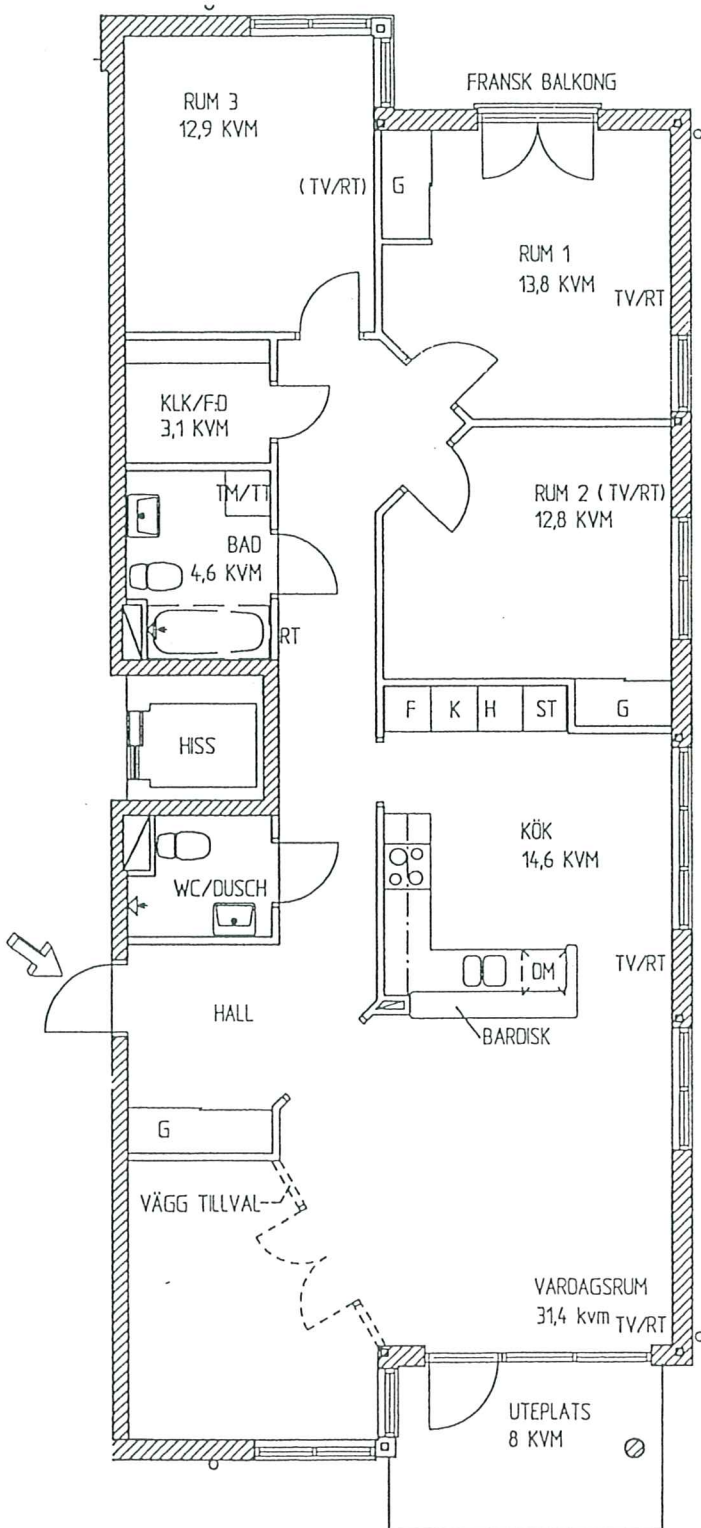 FRANSK BALKONG
RUM 3
12,9 KVM
(TV/RT)
G
RUM 1
13,8 KVM
TV/RT
KLK/F:D
3,1 KVM
TM/TT
BAD
4,6 KVM
RT
RUM 2 (TV/RT)
12,8 KVM
F K H ST G
HISS
KÖK
14,6 KVM
WC/DUSCH
TV/RT
DM
HALL
BARDISK
G
VÄGG TILLVAL
VARDAGSRUM
31,4 kvm
TV/RT
UTEPLATS
8 KVM